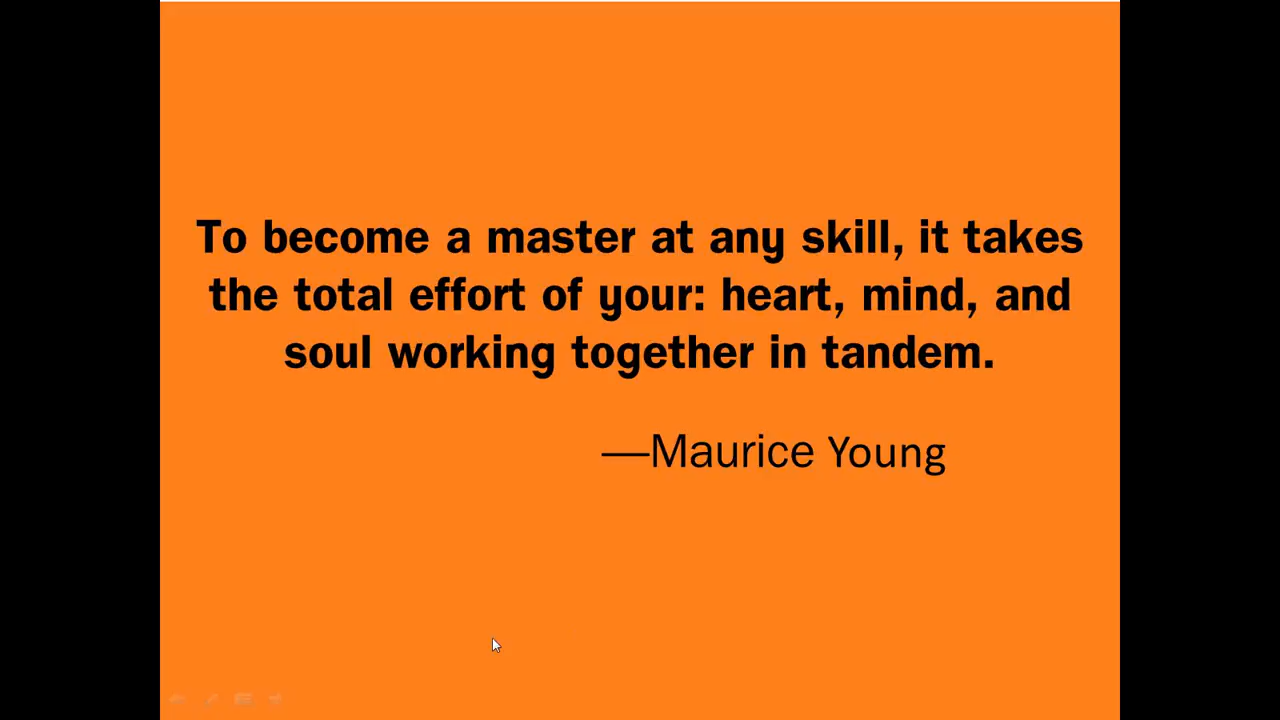 To become a master at any skill, it takes
the total effort of your: heart, mind, and
soul working together in tandem.
—Maurice Young